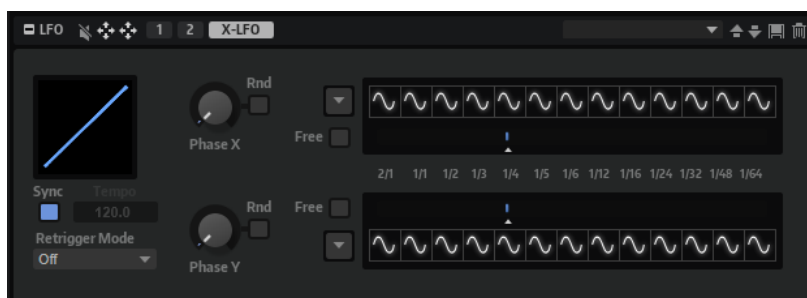 LFO 1 2 X-LFO
Rnd
Phase X
Free
2/1 1/1 1/2 1/3 1/4 1/5 1/6 1/12 1/16 1/24 1/32 1/48 1/64
Sync Tempo
120.0
Rnd Free
Retrigger Mode
Off
Phase Y